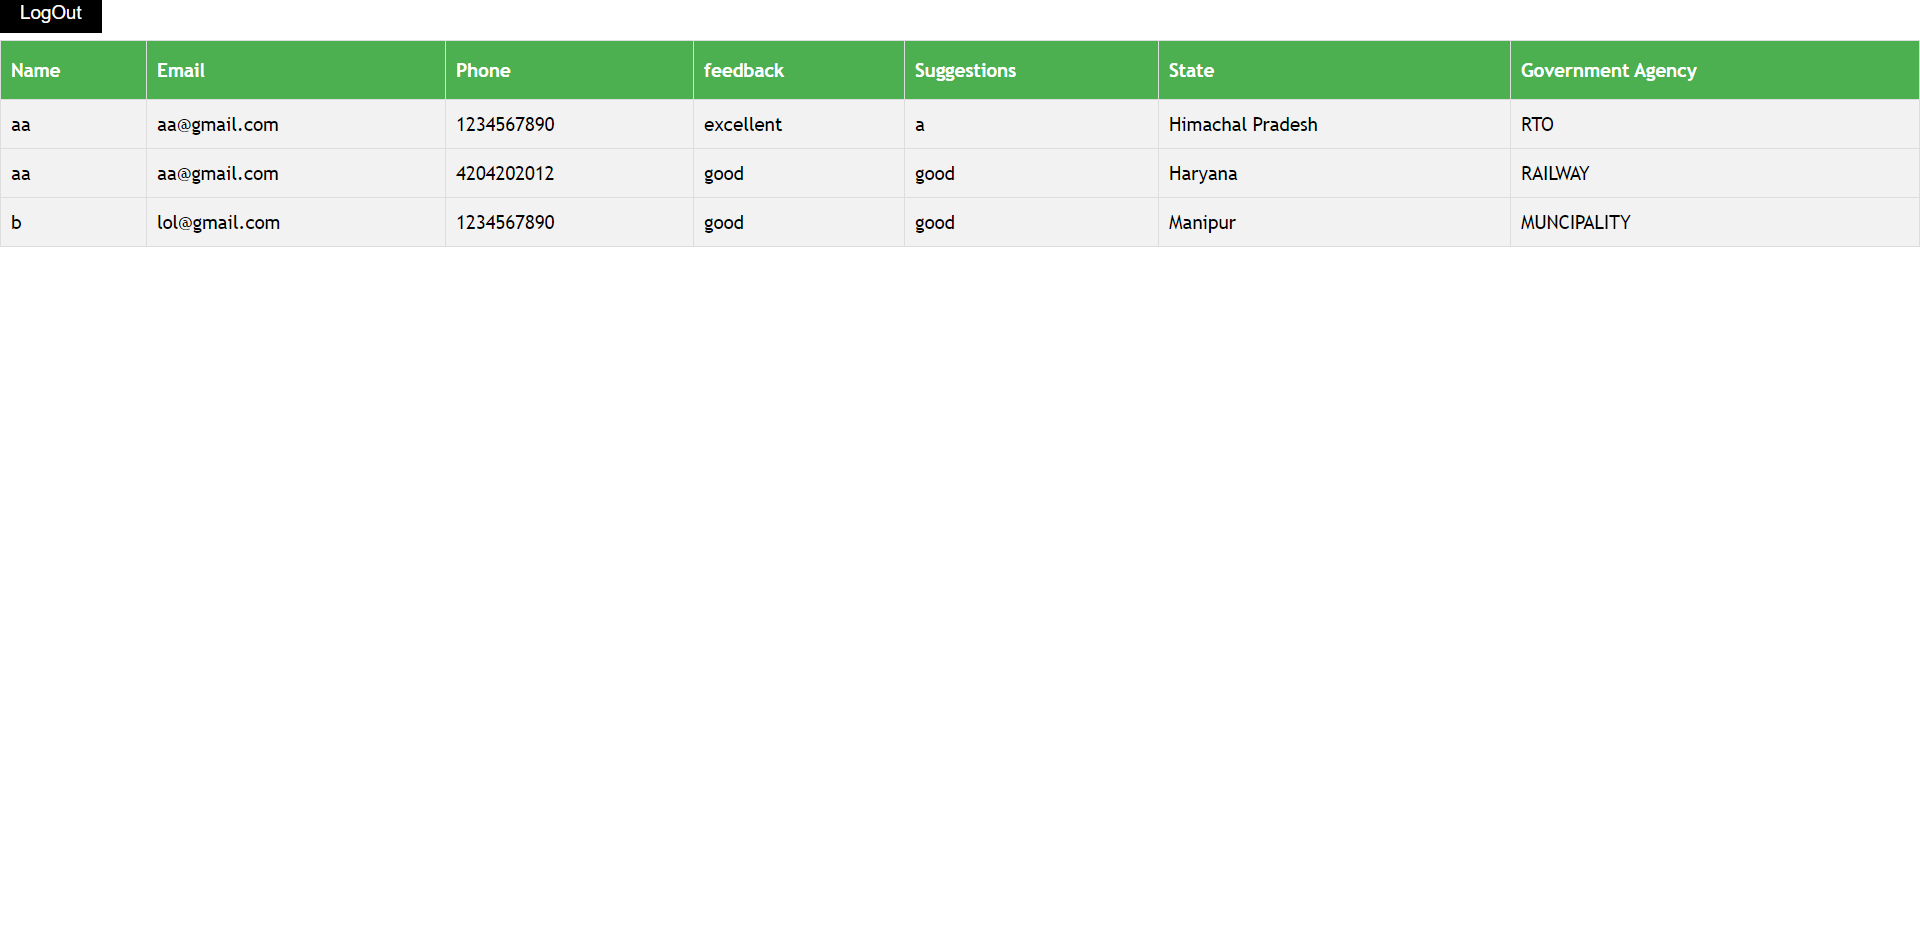 LogOut
Name Email Phone feedback Suggestions State Government Agency
aa aa@gmail.com 1234567890 excellent a Himachal Pradesh RTO
aa aa@gmail.com 4204202012 good good Haryana RAILWAY
b lol@gmail.com 1234567890 good good Manipur MUNCIPALITY